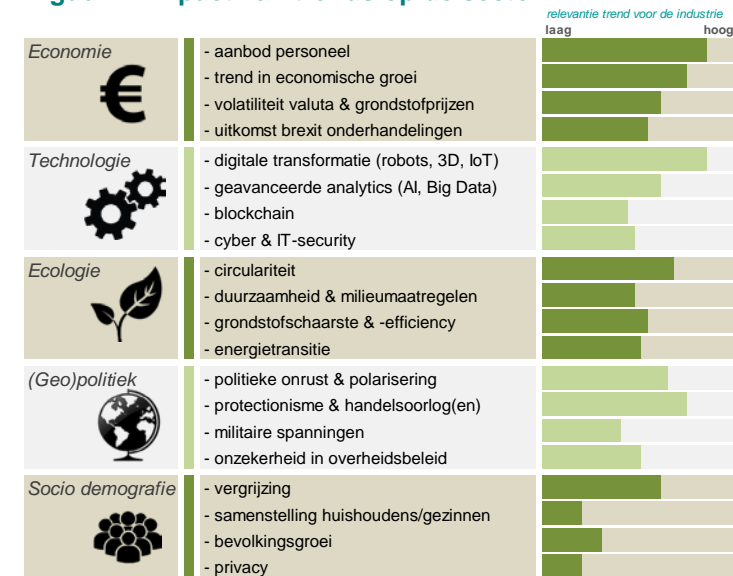 relevantie trend voor de industrie
laag hoog
Economie
- aanbod personeel
- trend in economische groei
- volatiliteit valuta & grondstofprijzen
- uitkomst brexit onderhandelingen
Technologie
- digitale transformatie (robots, 3D, IoT)
- geavanceerde analytics (AI, Big Data)
- blockchain
- cyber & IT-security
Ecologie
- circulariteit
- duurzaamheid & milieumaatregelen
- grondstofschaarste & -efficiency
- energietransitie
(Geo)politiek
- politieke onrust & polarisering
- protectionisme & handelsoorlog(en)
- militaire spanningen
- onzekerheid in overheidsbeleid
Socio demografie
- vergrijzing
- samenstelling huishoudens/gezinnen
- bevolkingsgroei
- privacy